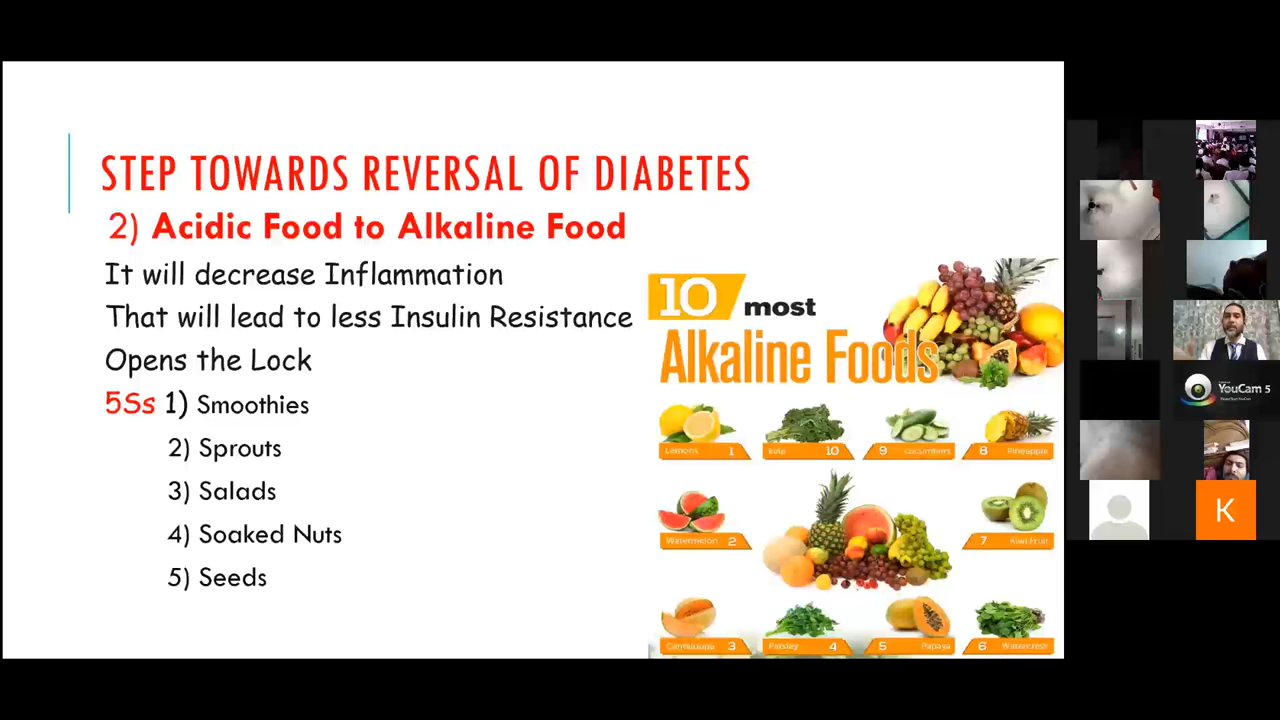 STEP TOWARDS REVERSAL OF DIABETES
2) Acidic Food to Alkaline Food
It will decrease Inflammation
That will lead to less Insulin Resistance
Opens the Lock
5Ss 1) Smoothies
2) Sprouts
3) Salads
4) Soaked Nuts
5) Seeds
10 most
Alkaline Foods
Lemons 1
kale 10
9 Cucumbers
8 Pineapple
Watermelon 2
7 Kiwi Fruit
Cantaloupe 3
Parsley 4
5 Papaya
6 Watercress
YouCam 5
K